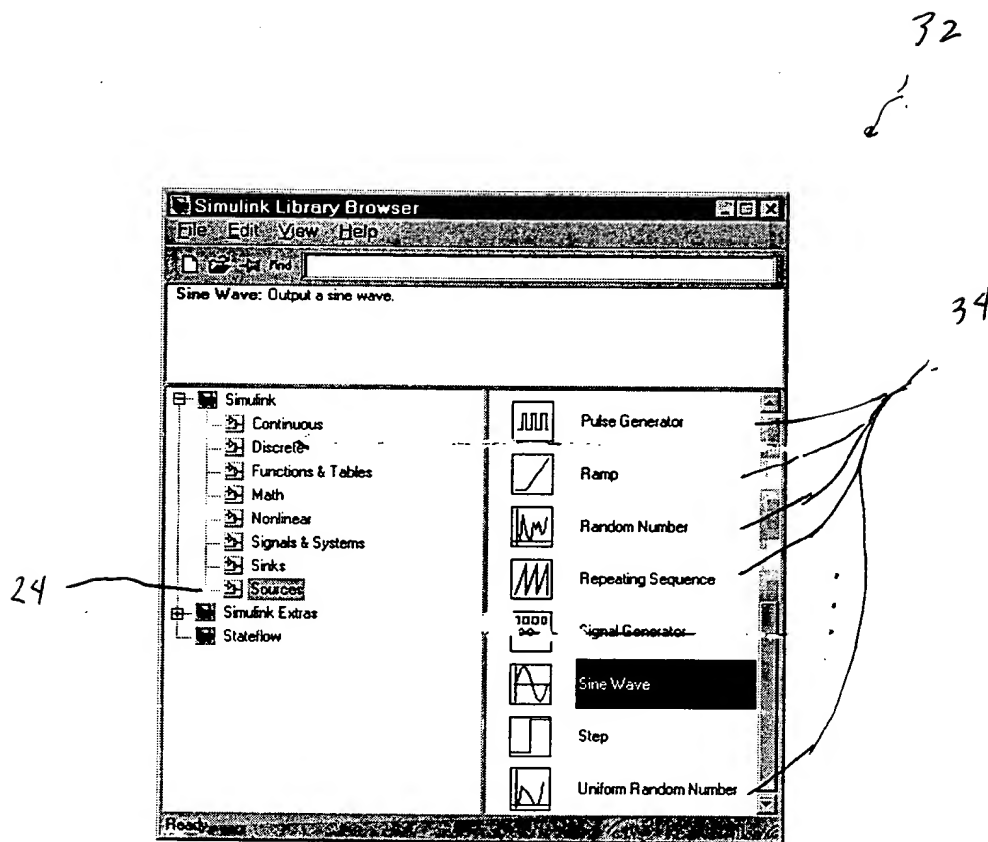 32
Simulink Library Browser
File Edit View Help
Find
Sine Wave: Output a sine wave.
34
Simulink
Continuous
Discrete
Functions & Tables
Math
Nonlinear
Signals & Systems
Sinks
24
Sources
Simulink Extras
Stateflow
Pulse Generator
Ramp
Random Number
Repeating Sequence
Signal Generator
Sine Wave
Step
Uniform Random Number
Ready